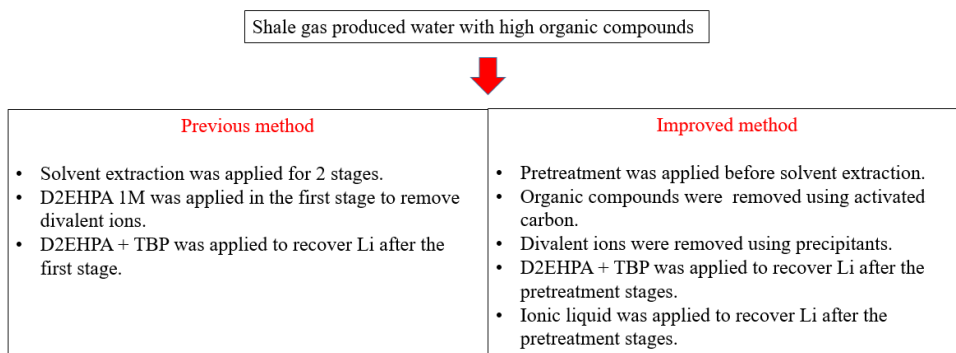 Shale gas produced water with high organic compounds
Previous method
• Solvent extraction was applied for 2 stages.
• D2EHPA 1M was applied in the first stage to remove
divalent ions.
• D2EHPA + TBP was applied to recover Li after the
first stage.
Improved method
• Pretreatment was applied before solvent extraction.
• Organic compounds were removed using activated
carbon.
• Divalent ions were removed using precipitants.
• D2EHPA + TBP was applied to recover Li after the
pretreatment stages.
• Ionic liquid was applied to recover Li after the
pretreatment stages.